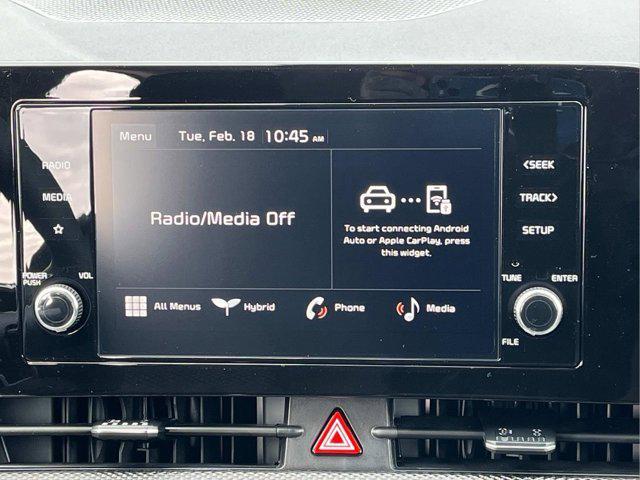 Menu Tue, Feb. 18 10:45 AM
RADIO
MEDIA
Radio/Media Off
To start connecting Android
Auto or Apple CarPlay, press
this widget.
<SEEK
TRACK>
SETUP
POWER
PUSH
VOL
TUNE
ENTER
All Menus
Hybrid
Phone
Media
FILE